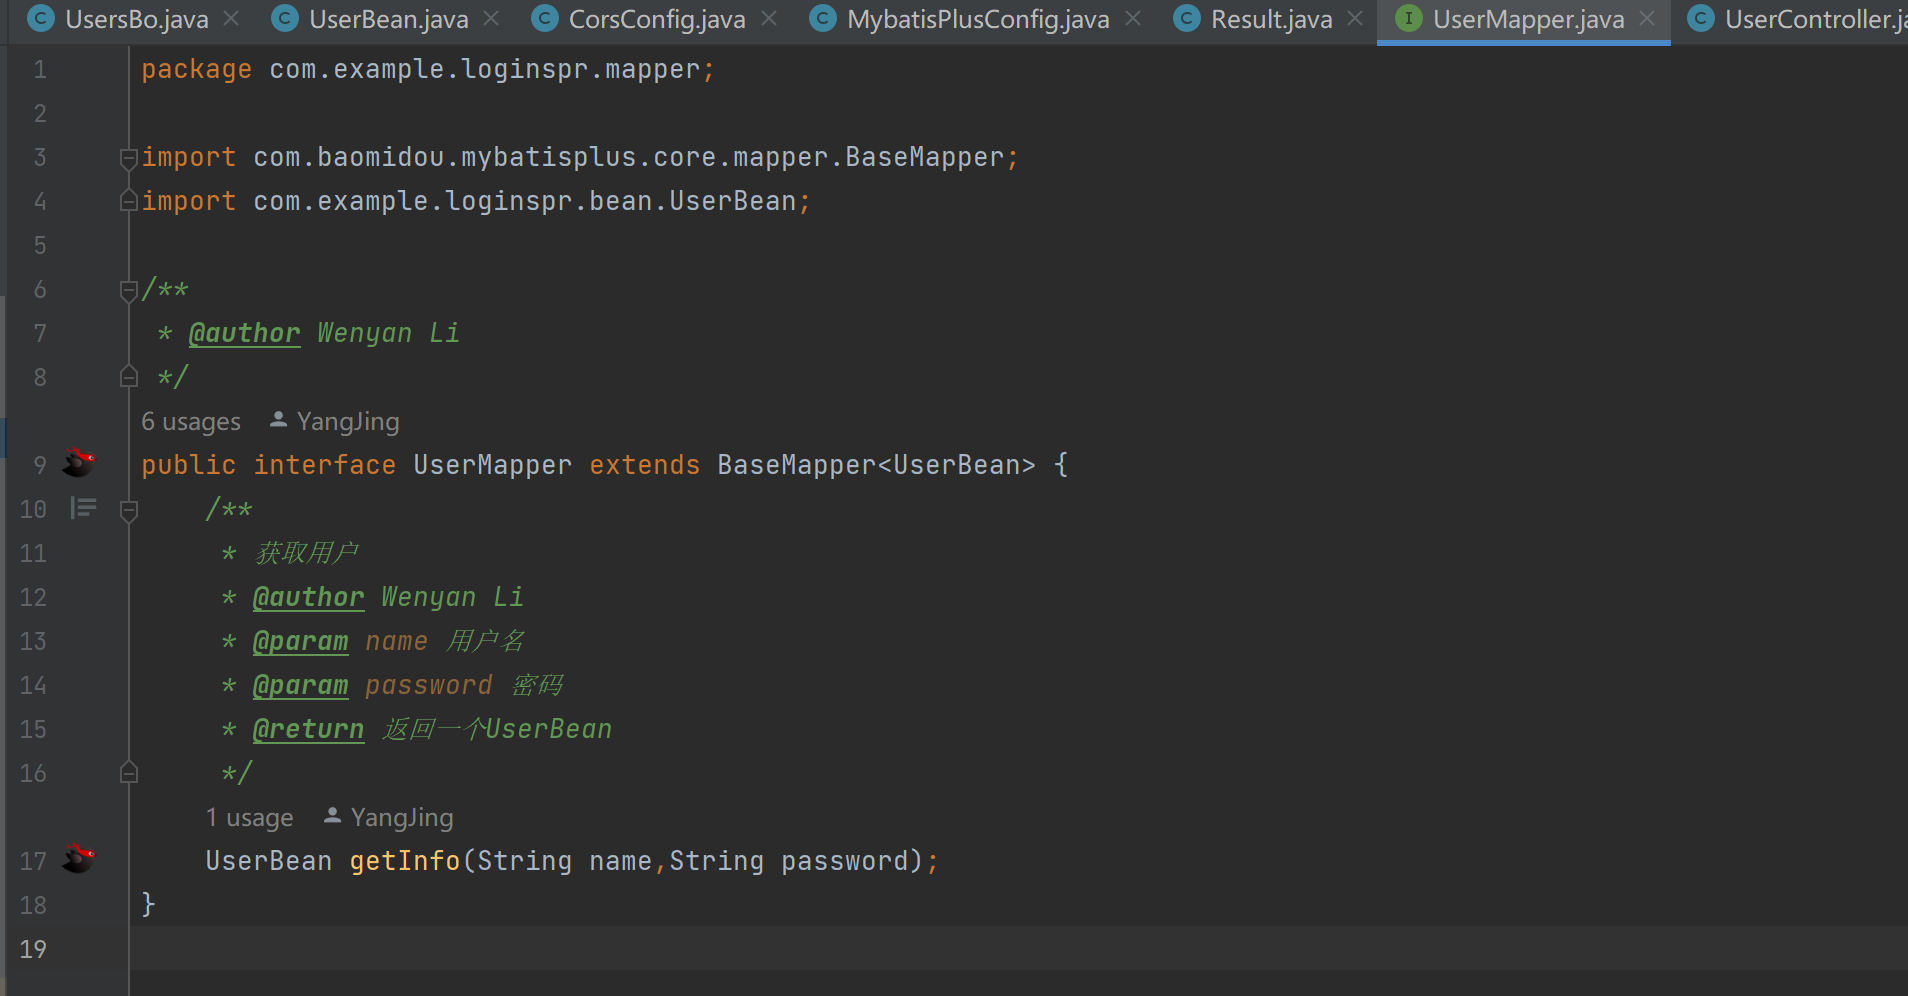 UsersBo.java UserBean.java CorsConfig.java MybatisPlusConfig.java Result.java UserMapper.java UserController.ja
1 package com.example.loginspr.mapper;
2
3 import com.baomidou.mybatisplus.core.mapper.BaseMapper;
4 import com.example.loginspr.bean.UserBean;
5
6 /**
7 * @author Wenyan Li
8 */
6 usages YangJing
9 public interface UserMapper extends BaseMapper<UserBean> {
10 /**
11 * 获取用户
12 * @author Wenyan Li
13 * @param name 用户名
14 * @param password 密码
15 * @return 返回一个UserBean
16 */
1 usage YangJing
17 UserBean getInfo(String name,String password);
18 }
19